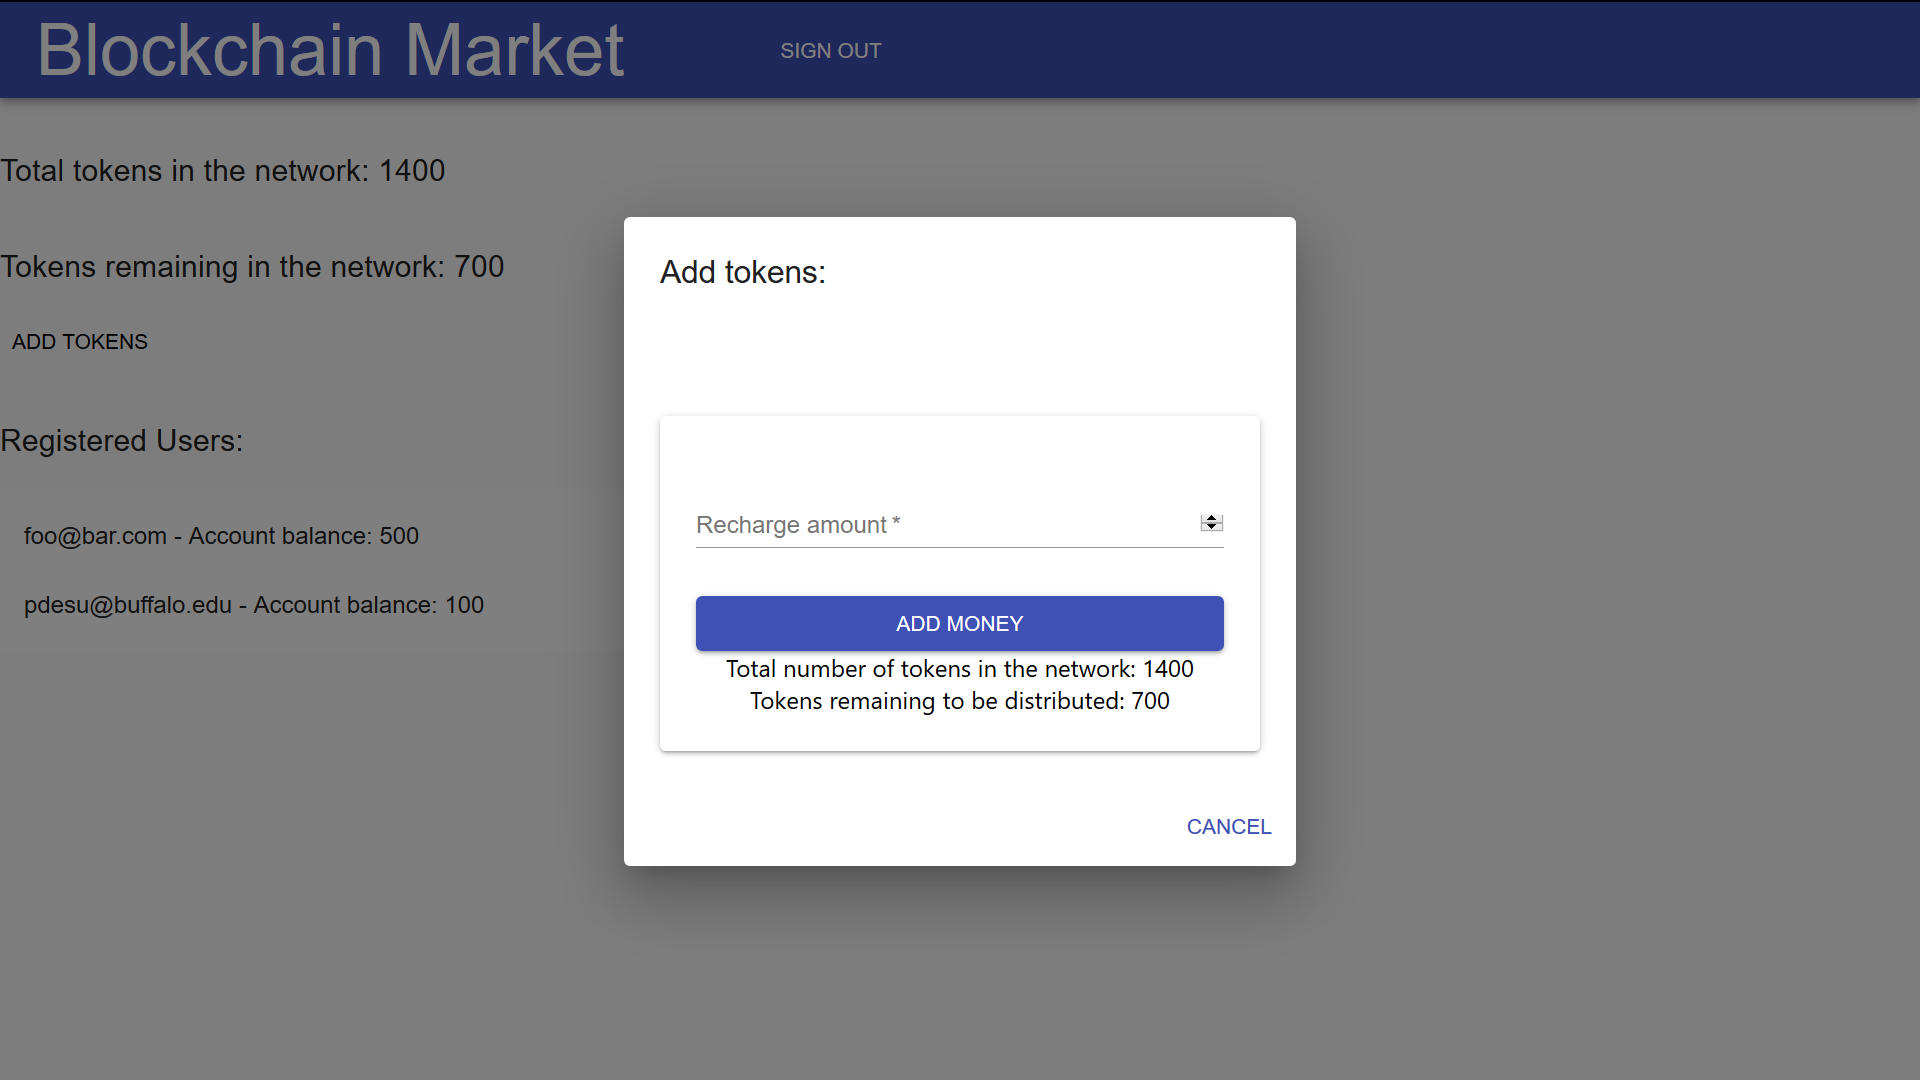 Blockchain Market
SIGN OUT
Total tokens in the network: 1400
Tokens remaining in the network: 700
ADD TOKENS
Registered Users:
foo@bar.com - Account balance: 500
pdesu@buffalo.edu - Account balance: 100
Add tokens:
Recharge amount *
ADD MONEY
Total number of tokens in the network: 1400
Tokens remaining to be distributed: 700
CANCEL